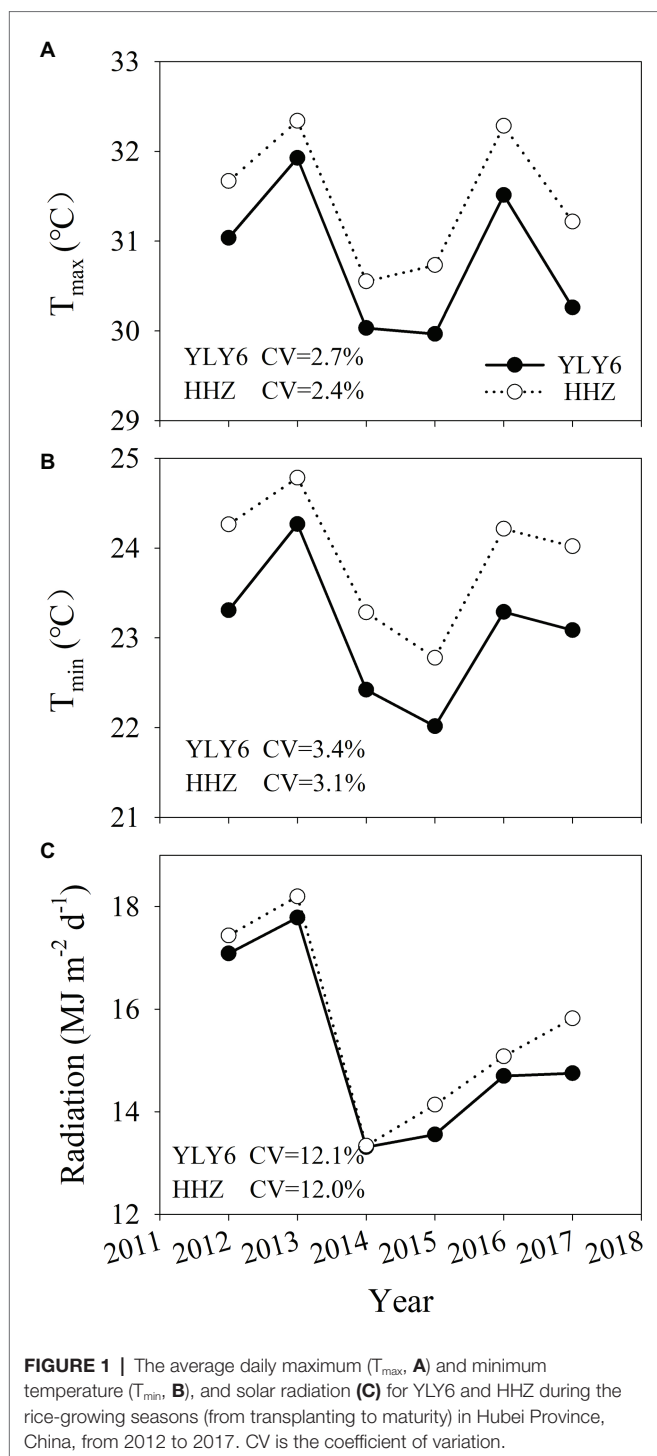 A
33
32
31
30
29
T_max (°C)
YLY6 CV=2.7%
HHZ CV=2.4%
YLY6
HHZ
B
25
24
23
22
21
T_min (°C)
YLY6 CV=3.4%
HHZ CV=3.1%
C
18
16
14
12
Radiation (MJ m⁻² d⁻¹)
YLY6 CV=12.1%
HHZ CV=12.0%
2011 2012 2013 2014 2015 2016 2017 2018
Year
FIGURE 1 | The average daily maximum (T_max, A) and minimum
temperature (T_min, B), and solar radiation (C) for YLY6 and HHZ during the
rice-growing seasons (from transplanting to maturity) in Hubei Province,
China, from 2012 to 2017. CV is the coefficient of variation.